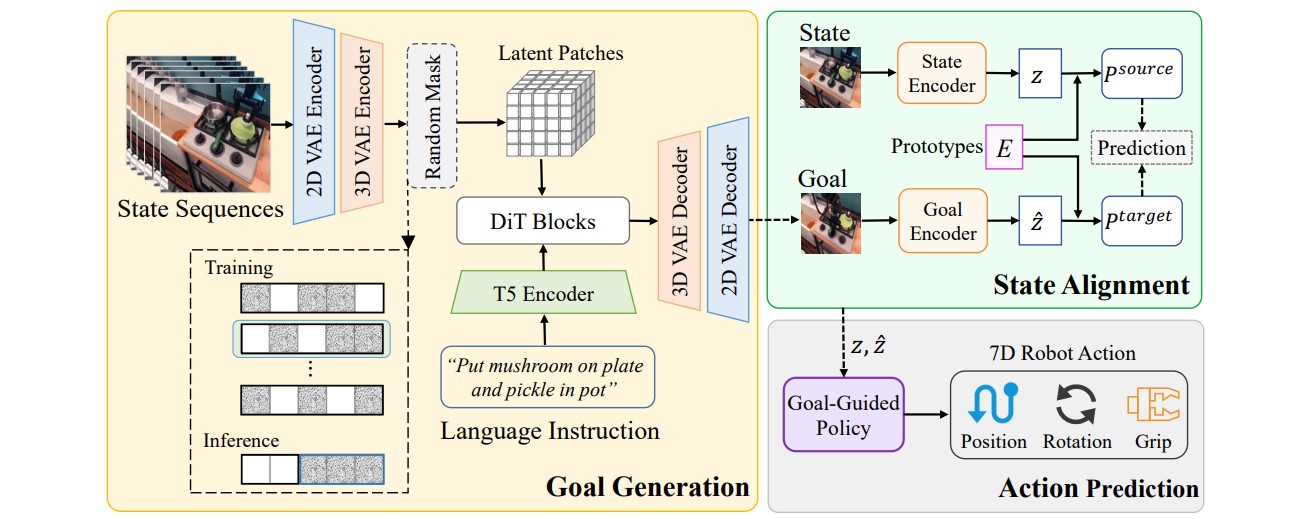 State Sequences
2D VAE Encoder
3D VAE Encoder
Random Mask
Latent Patches
DiT Blocks
T5 Encoder
“Put mushroom on plate
and pickle in pot”
Language Instruction
3D VAE Decoder
2D VAE Decoder
Training
⋮
Inference
Goal Generation
State
State
Encoder
z
P^source
Prototypes
E
Prediction
Goal
Goal
Encoder
ẑ
P^target
State Alignment
z, ẑ
Goal-Guided
Policy
7D Robot Action
Position
Rotation
Grip
Action Prediction